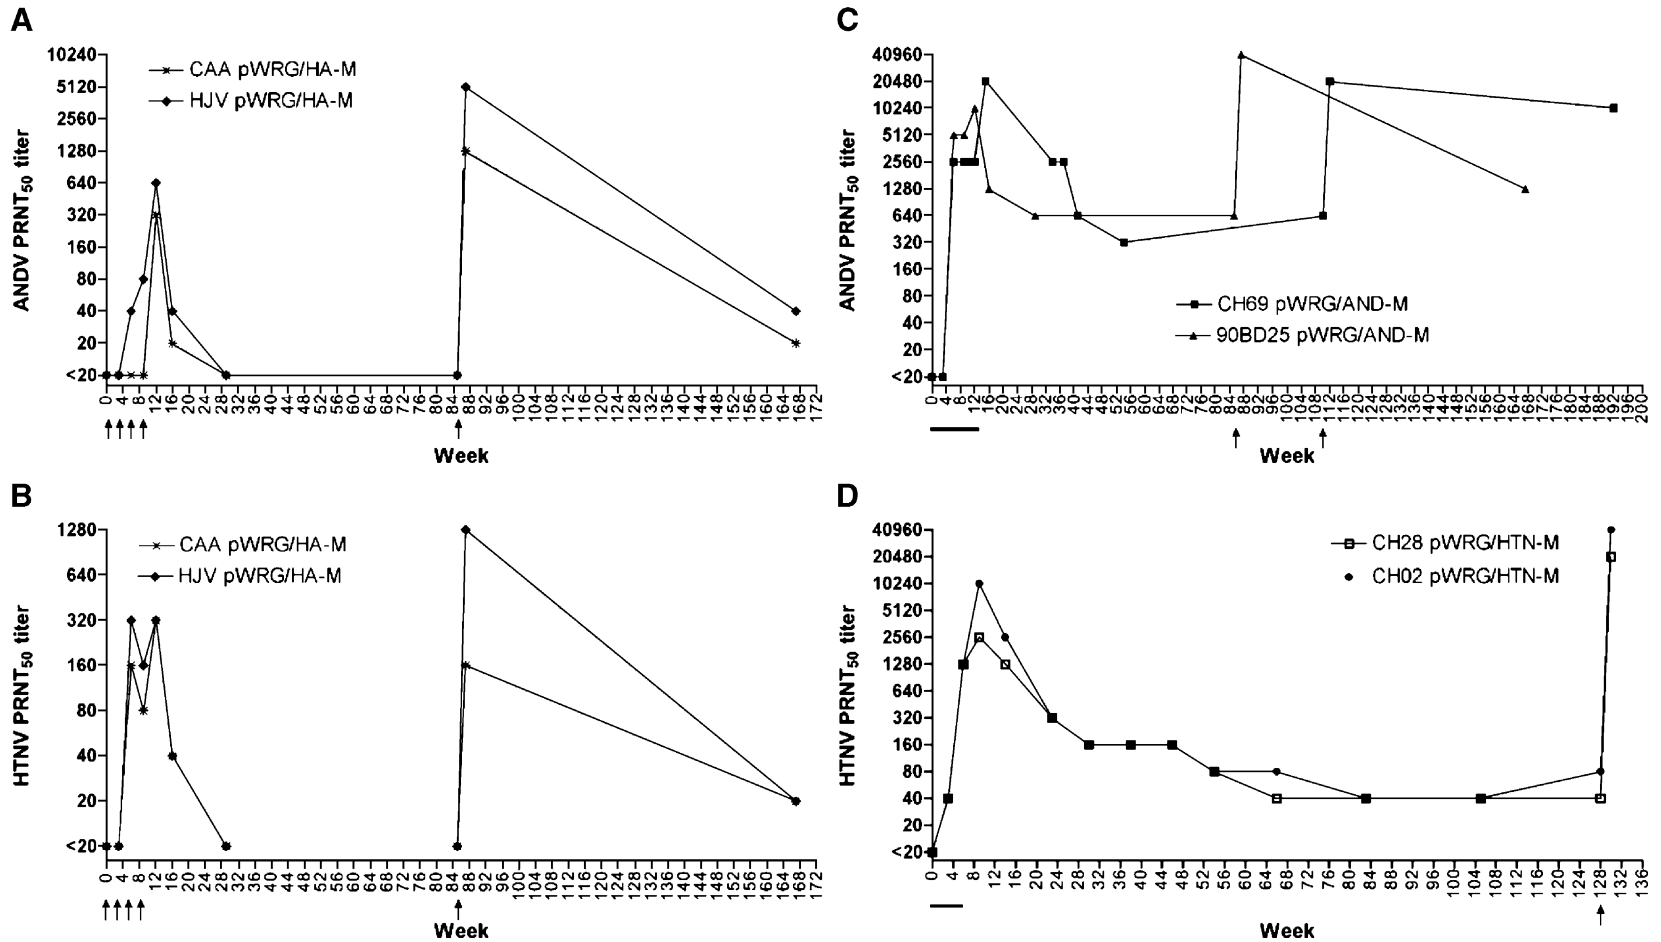 A
10240
5120
2560
1280
640
320
160
80
40
20
<20
ANDV PRNT50 titer
CAA pWRG/HA-M
HJV pWRG/HA-M
0 4 8 12 16 20 24 28 32 36 40 44 48 52 56 60 64 68 72 76 80 84 88 92 96 100 104 108 112 116 120 124 128 132 136 140 144 148 152 156 160 164 168 172
Week
C
40960
20480
10240
5120
2560
1280
640
320
160
80
40
20
<20
ANDV PRNT50 titer
CH69 pWRG/AND-M
90BD25 pWRG/AND-M
0 4 8 12 16 20 24 28 32 36 40 44 48 52 56 60 64 68 72 76 80 84 88 92 96 100 104 108 112 116 120 124 128 132 136 140 144 148 152 156 160 164 168 172 176 180 184 188 192 196 200
Week
B
1280
640
320
160
80
40
20
<20
HTNV PRNT50 titer
CAA pWRG/HA-M
HJV pWRG/HA-M
0 4 8 12 16 20 24 28 32 36 40 44 48 52 56 60 64 68 72 76 80 84 88 92 96 100 104 108 112 116 120 124 128 132 136 140 144 148 152 156 160 164 168 172
Week
D
40960
20480
10240
5120
2560
1280
640
320
160
80
40
20
<20
HTNV PRNT50 titer
CH28 pWRG/HTN-M
CH02 pWRG/HTN-M
0 4 8 12 16 20 24 28 32 36 40 44 48 52 56 60 64 68 72 76 80 84 88 92 96 100 104 108 112 116 120 124 128 132 136
Week